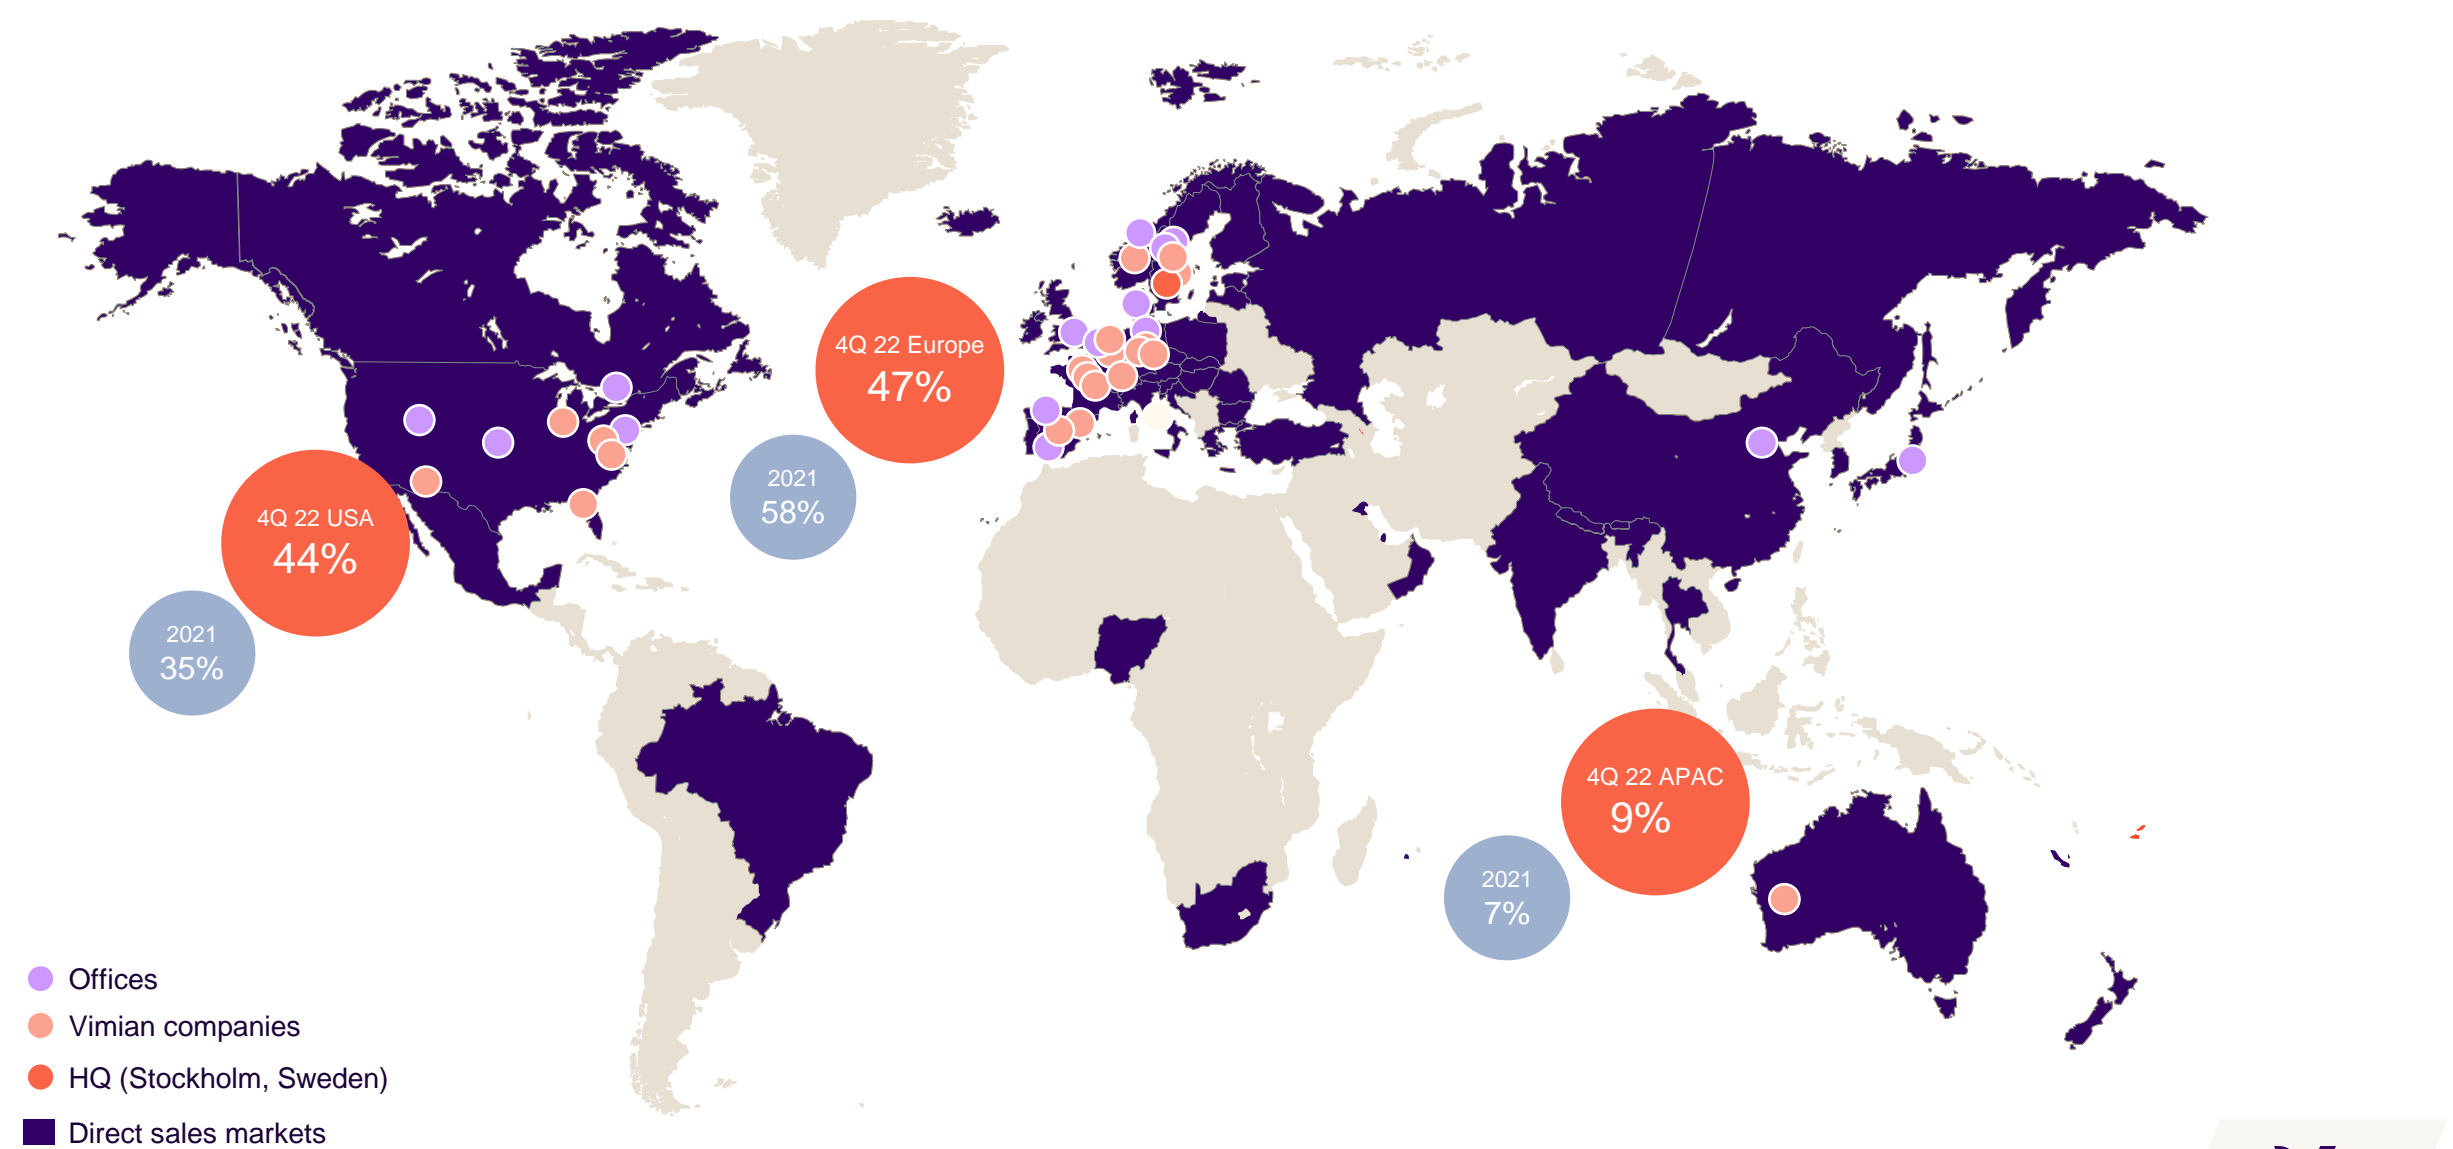 4Q 22 Europe
47%
2021
58%
4Q 22 USA
44%
2021
35%
4Q 22 APAC
9%
2021
7%
Offices
Vimian companies
HQ (Stockholm, Sweden)
Direct sales markets